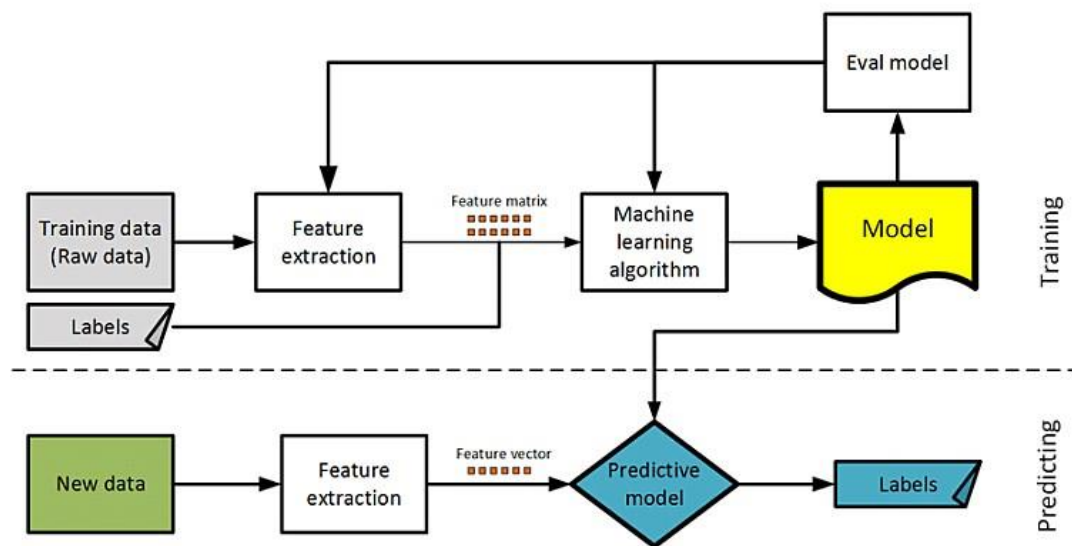 Eval model
Training data
(Raw data)
Feature
extraction
Feature matrix
Machine
learning
algorithm
Model
Training
Labels
New data
Feature
extraction
Feature vector
Predictive
model
Labels
Predicting